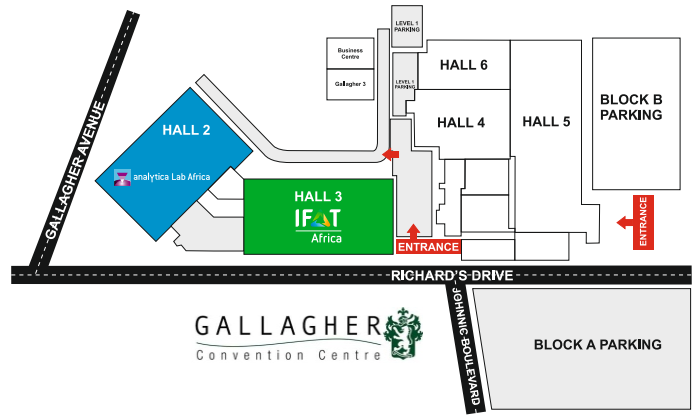 LEVEL 1
PARKING
Business
Centre
Gallagher 3
LEVEL 1
PARKING
HALL 6
HALL 4
HALL 5
BLOCK B
PARKING
GALLAGHER AVENUE
HALL 2
analytica Lab Africa
HALL 3
IFAT
Africa
ENTRANCE
ENTRANCE
RICHARD'S DRIVE
JOHNNIC BOULEVARD
BLOCK A PARKING
GALLAGHER
Convention Centre